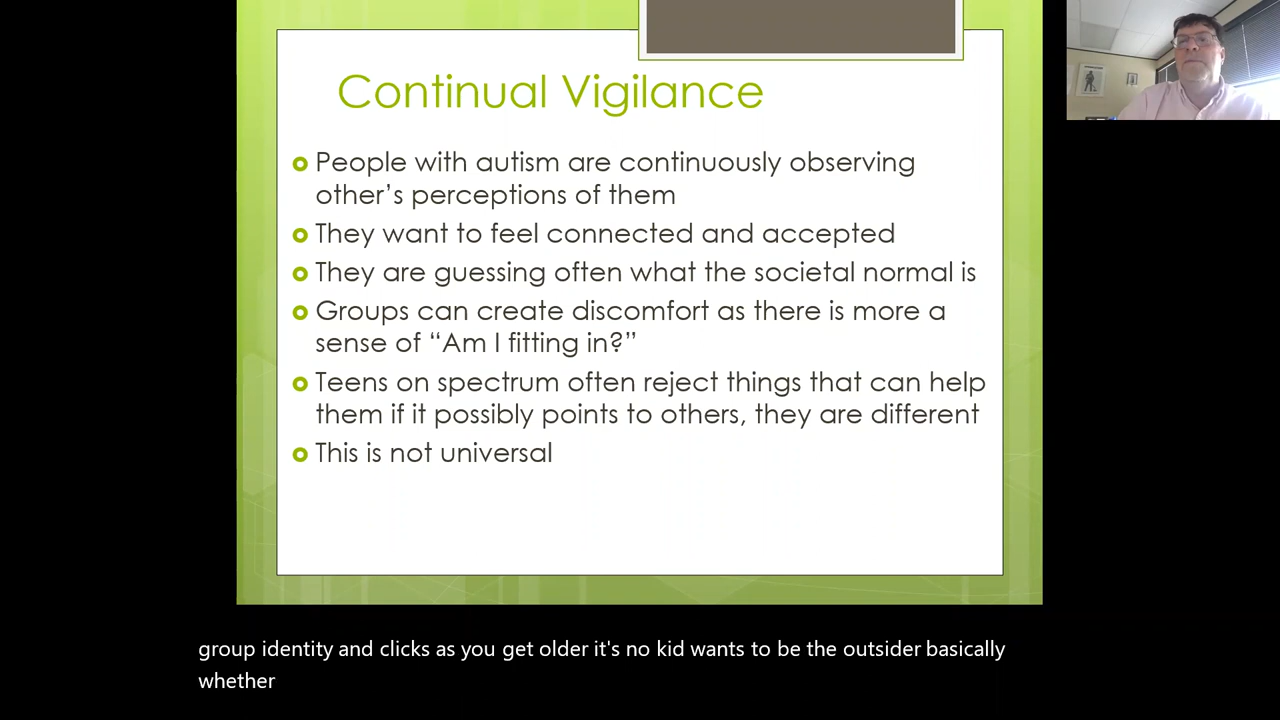 Continual Vigilance
People with autism are continuously observing
other’s perceptions of them
They want to feel connected and accepted
They are guessing often what the societal normal is
Groups can create discomfort as there is more a
sense of “Am I fitting in?”
Teens on spectrum often reject things that can help
them if it possibly points to others, they are different
This is not universal
group identity and clicks as you get older it's no kid wants to be the outsider basically
whether